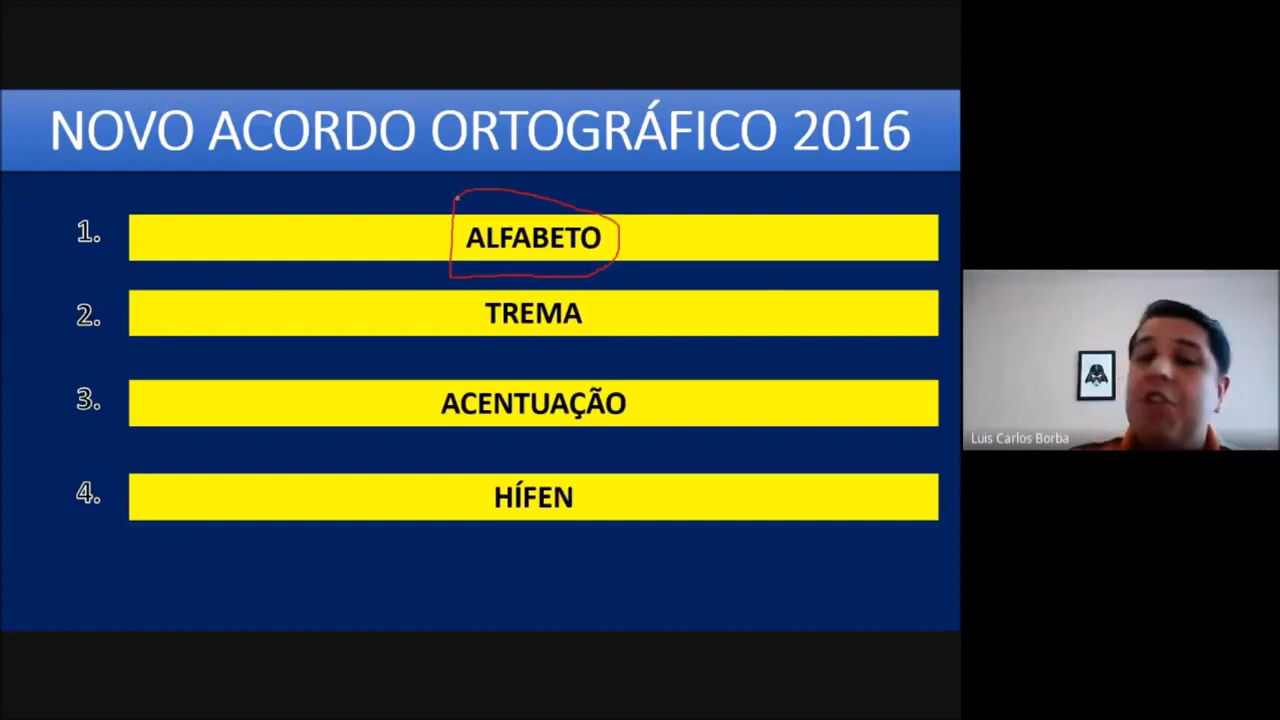 NOVO ACORDO ORTOGRÁFICO 2016
1. ALFABETO
2. TREMA
3. ACENTUAÇÃO
4. HÍFEN
Luis Carlos Borba